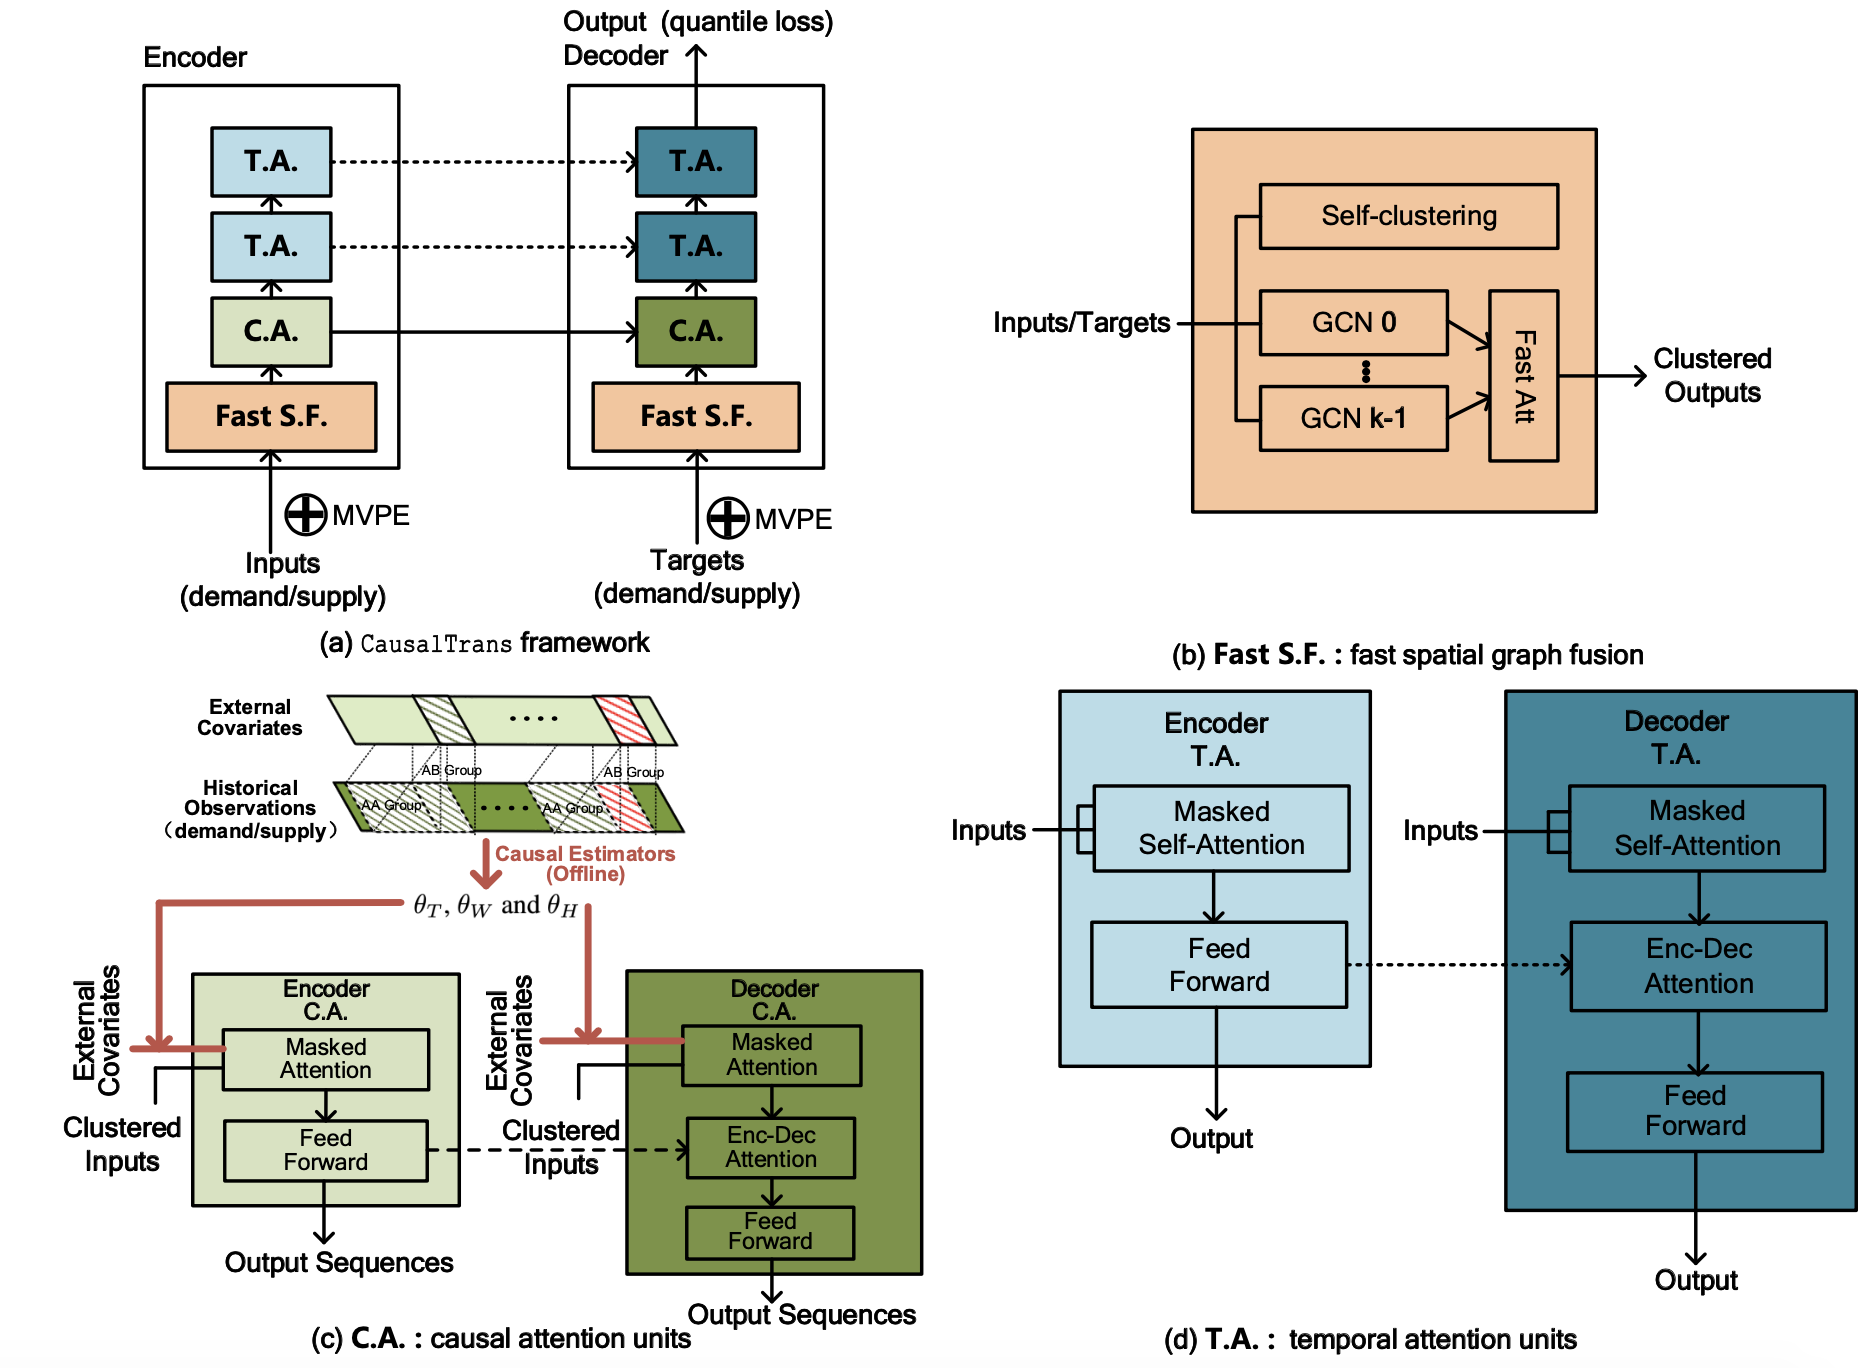 Output (quantile loss)
Encoder
Decoder
T.A.
T.A.
T.A.
T.A.
C.A.
C.A.
Fast S.F.
Fast S.F.
MVPE
MVPE
Inputs
(demand/supply)
Targets
(demand/supply)
(a) CausalTrans framework
Self-clustering
Inputs/Targets
GCN 0
GCN k-1
Fast Att
Clustered
Outputs
(b) Fast S.F. : fast spatial graph fusion
External
Covariates
AB Group
AB Group
Historical
Observations
(demand/supply)
AA Group
AA Group
Causal Estimators
(Offline)
θT, θW and θH
External
Covariates
Encoder
C.A.
Masked
Attention
Clustered
Inputs
Feed
Forward
Output Sequences
External
Covariates
Decoder
C.A.
Masked
Attention
Clustered
Inputs
Enc-Dec
Attention
Feed
Forward
Output Sequences
(c) C.A. : causal attention units
Encoder
T.A.
Inputs
Masked
Self-Attention
Feed
Forward
Output
Decoder
T.A.
Inputs
Masked
Self-Attention
Enc-Dec
Attention
Feed
Forward
Output
(d) T.A. : temporal attention units